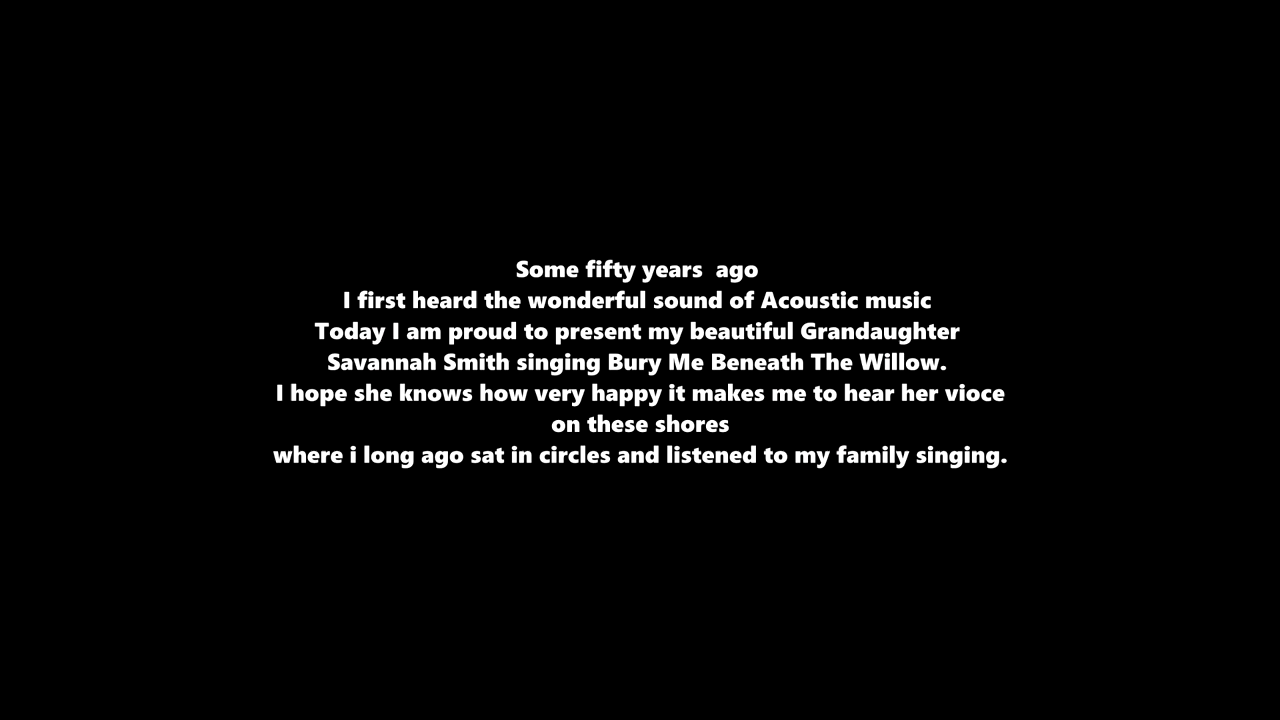 Some fifty years  ago
I first heard the wonderful sound of Acoustic music
Today I am proud to present my beautiful Grandaughter
Savannah Smith singing Bury Me Beneath The Willow.
I hope she knows how very happy it makes me to hear her vioce
on these shores
where i long ago sat in circles and listened to my family singing.